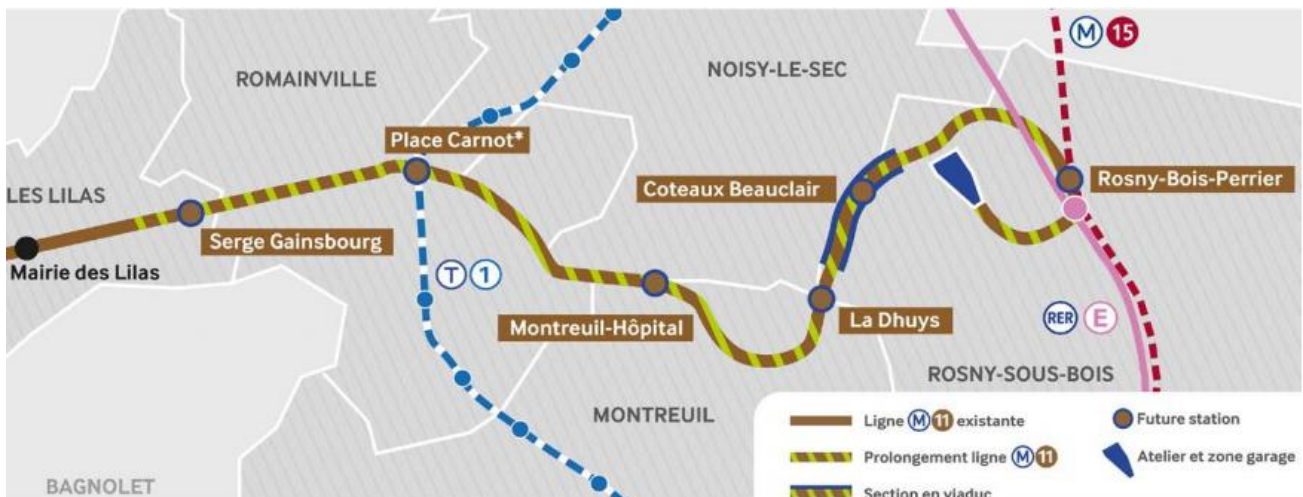 M 15
ROMAINVILLE
NOISY-LE-SEC
Place Carnot*
LES LILAS
Coteaux Beauclair
Rosny-Bois-Perrier
Serge Gainsbourg
Mairie des Lilas
T 1
Montreuil-Hôpital
La Dhuys
RER E
ROSNY-SOUS-BOIS
MONTREUIL
BAGNOLET
Ligne M 11 existante
Future station
Prolongement ligne M 11
Atelier et zone garage
Section en viaduc